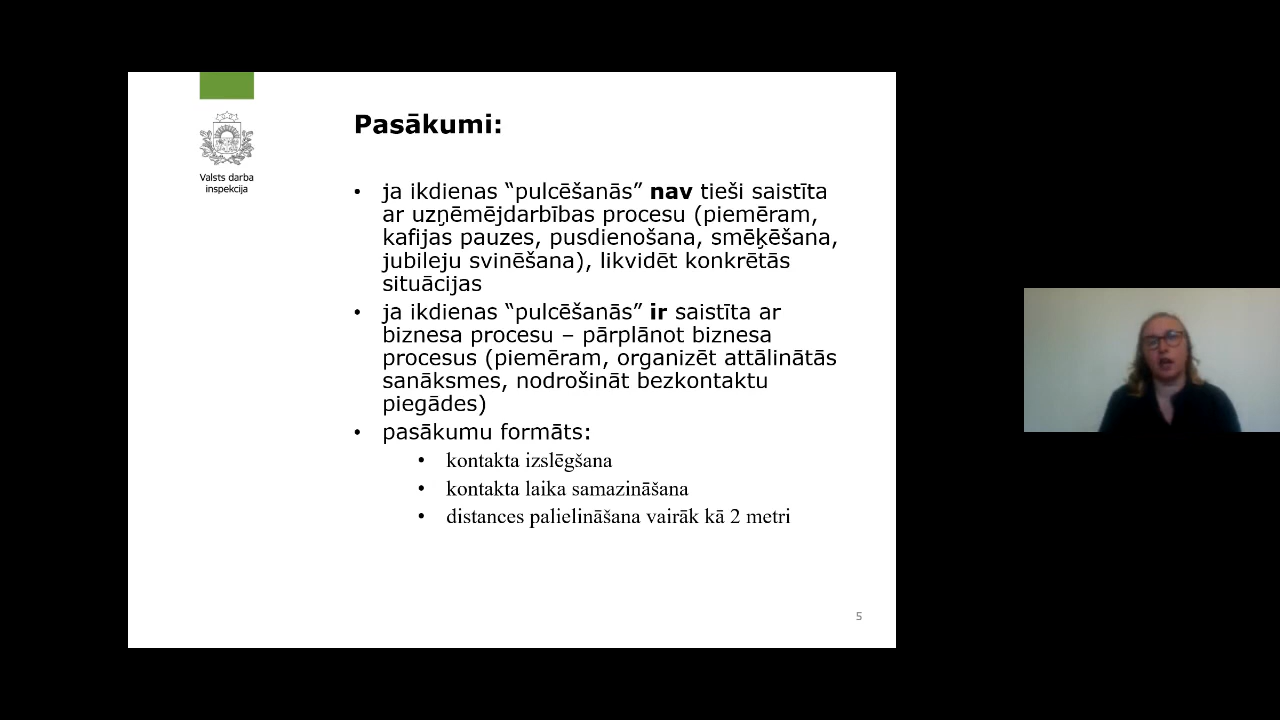 Valsts darba
inspekcija
Pasākumi:
• ja ikdienas “pulcēšanās” nav tieši saistīta
ar uzņēmējdarbības procesu (piemēram,
kafijas pauzes, pusdienošana, smēķēšana,
jubileju svinēšana), likvidēt konkrētās
situācijas
• ja ikdienas “pulcēšanās” ir saistīta ar
biznesa procesu – pārplānot biznesa
procesus (piemēram, organizēt attālinātās
sanāksmes, nodrošināt bezkontaktu
piegādes)
• pasākumu formāts:
• kontakta izslēgšana
• kontakta laika samazināšana
• distances palielināšana vairāk kā 2 metri
5